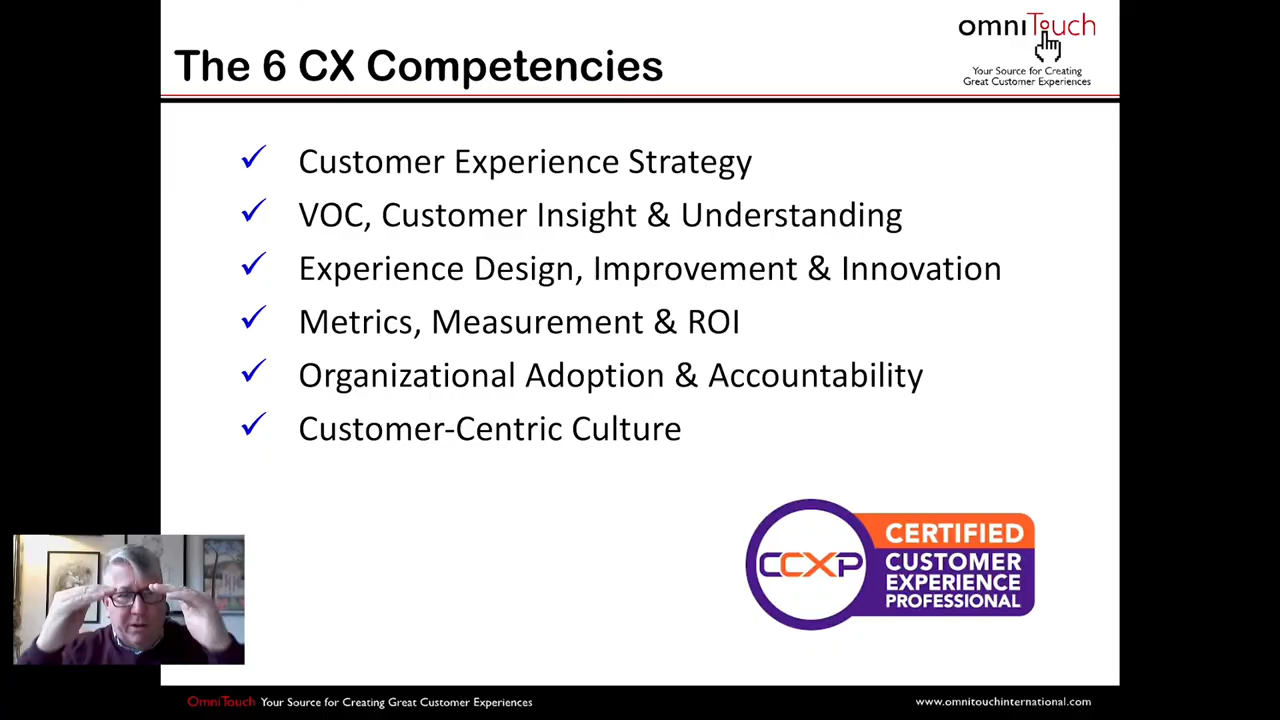 The 6 CX Competencies
omniTouch
Your Source for Creating
Great Customer Experiences
Customer Experience Strategy
VOC, Customer Insight & Understanding
Experience Design, Improvement & Innovation
Metrics, Measurement & ROI
Organizational Adoption & Accountability
Customer-Centric Culture
CCXP
CERTIFIED
CUSTOMER
EXPERIENCE
PROFESSIONAL
OmniTouch Your Source for Creating Great Customer Experiences
www.omnitouchinternational.com